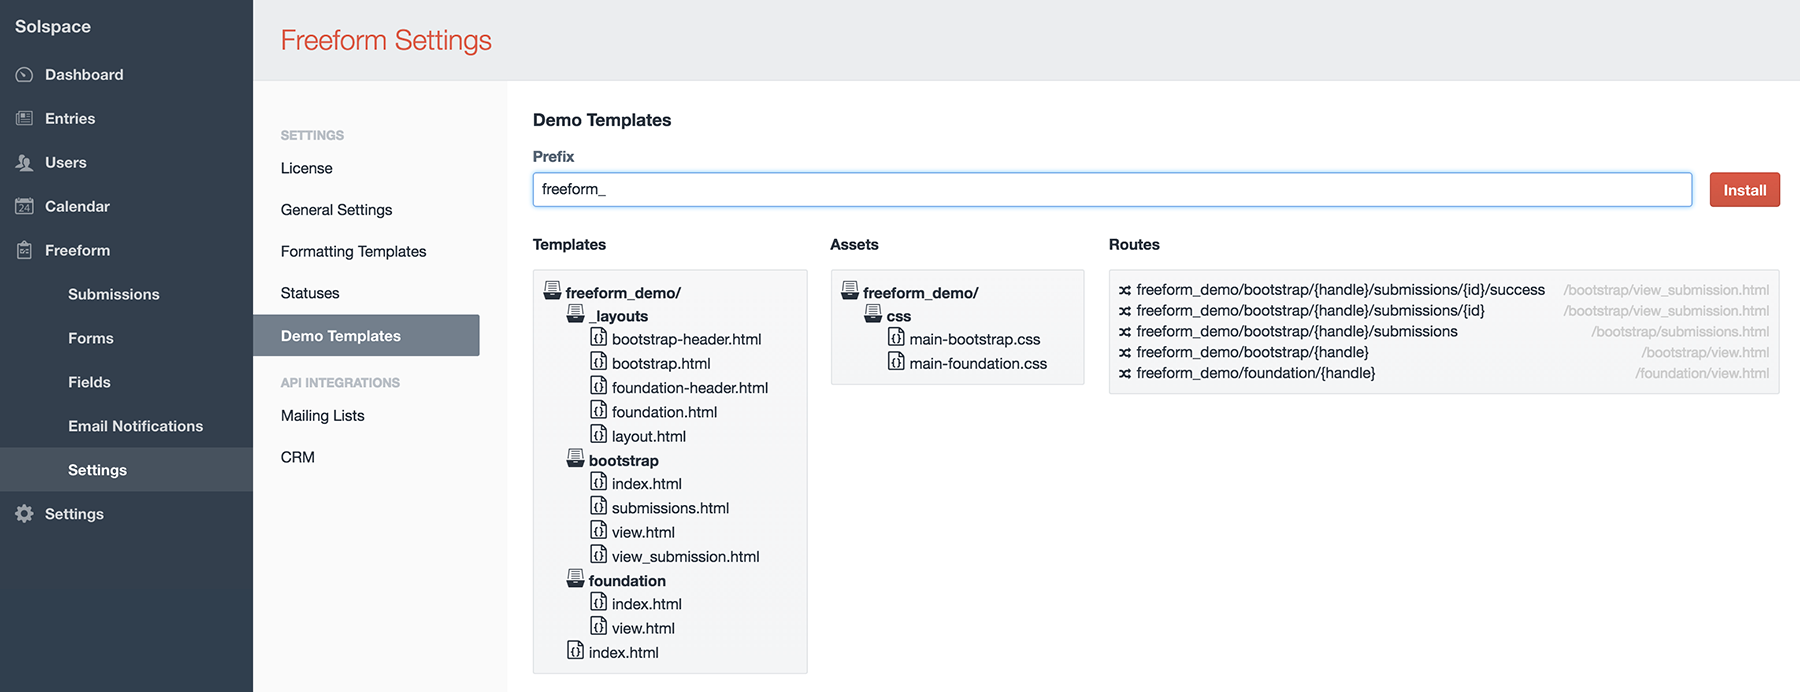 Solspace
Dashboard
Entries
Users
24
Calendar
Freeform
Submissions
Forms
Fields
Email Notifications
Settings
Settings
Freeform Settings
SETTINGS
License
General Settings
Formatting Templates
Statuses
Demo Templates
API INTEGRATIONS
Mailing Lists
CRM
Demo Templates
Prefix
freeform_
Install
Templates
freeform_demo/
_layouts
bootstrap-header.html
bootstrap.html
foundation-header.html
foundation.html
layout.html
bootstrap
index.html
submissions.html
view.html
view_submission.html
foundation
index.html
view.html
index.html
Assets
freeform_demo/
css
main-bootstrap.css
main-foundation.css
Routes
freeform_demo/bootstrap/{handle}/submissions/{id}/success /bootstrap/view_submission.html
freeform_demo/bootstrap/{handle}/submissions/{id} /bootstrap/view_submission.html
freeform_demo/bootstrap/{handle}/submissions /bootstrap/submissions.html
freeform_demo/bootstrap/{handle} /bootstrap/view.html
freeform_demo/foundation/{handle} /foundation/view.html